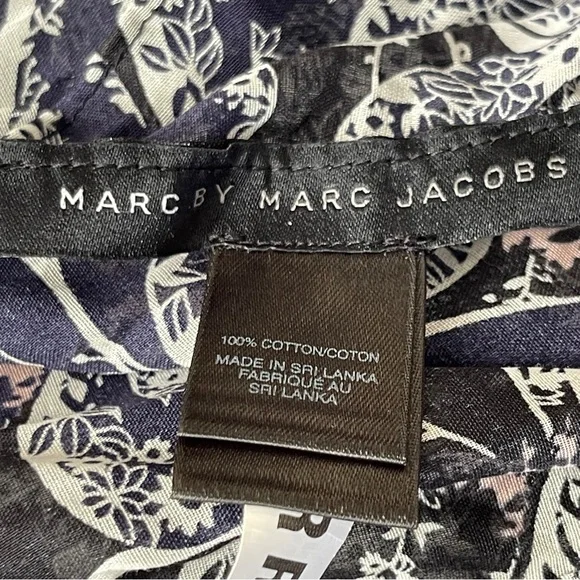 MARC BY MARC JACOBS
100% COTTON/COTON
MADE IN SRI LANKA
FABRIQUÉ AU
SRI LANKA